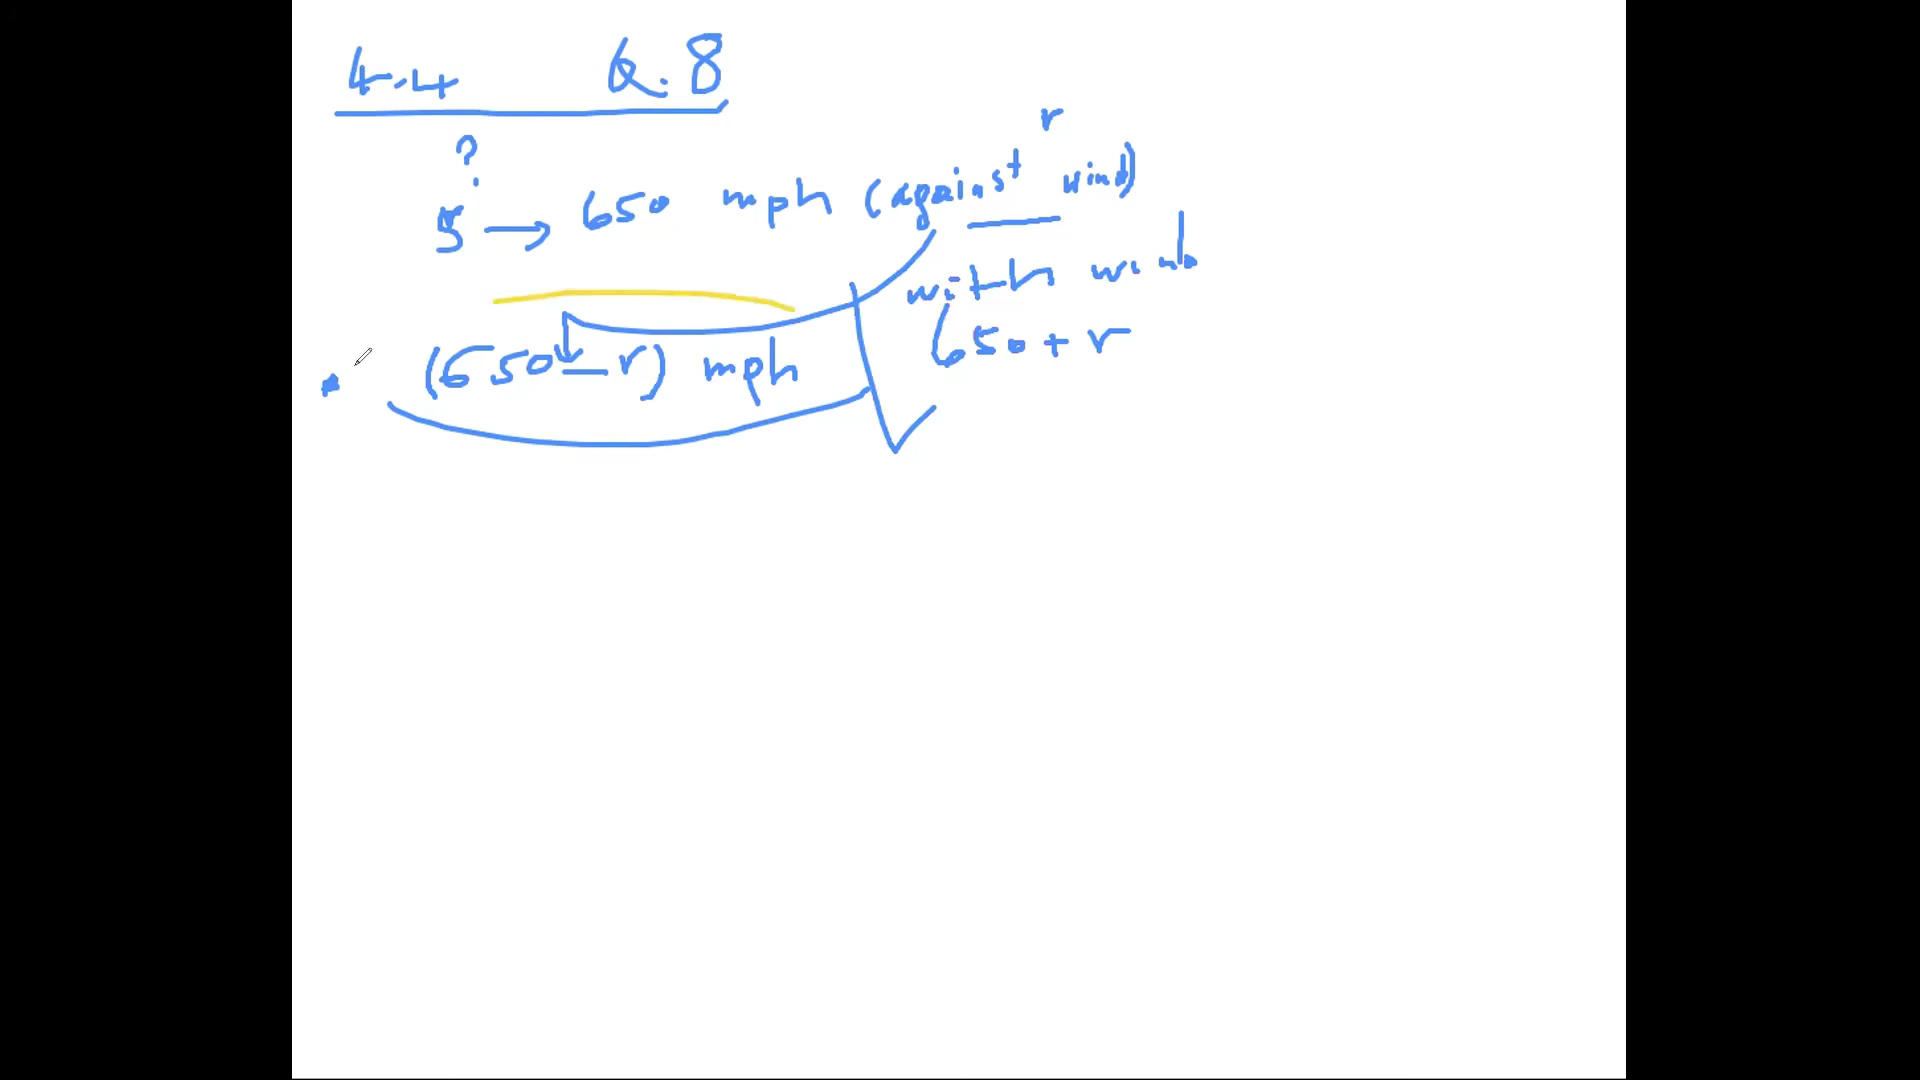 4.4 Q.8
?
r
5 → 650 mph (against wind)
with wind
(650 - r) mph
650 + r